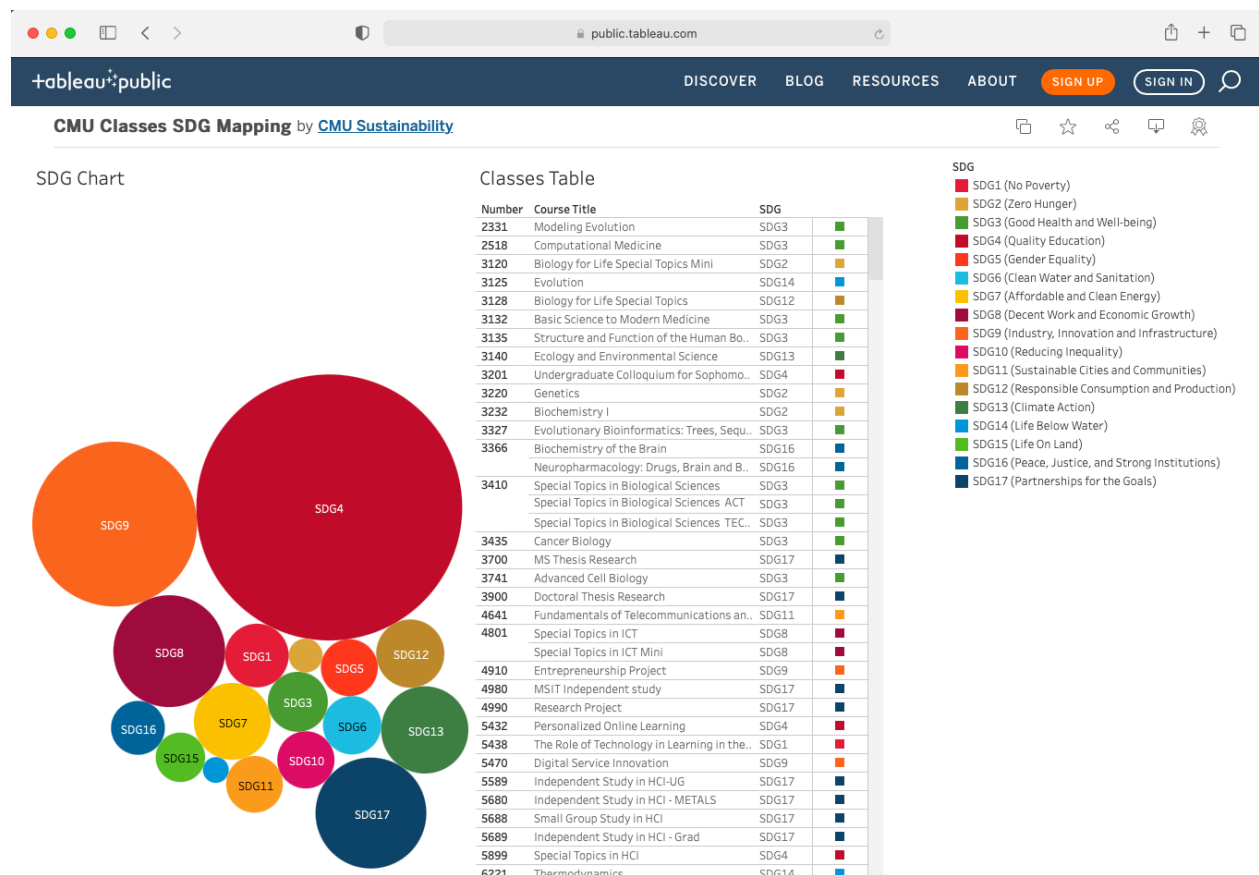 public.tableau.com
+ableau+public
DISCOVER BLOG RESOURCES ABOUT SIGN UP SIGN IN
CMU Classes SDG Mapping by CMU Sustainability
SDG Chart
SDG9
SDG4
SDG8
SDG1
SDG5
SDG12
SDG3
SDG16
SDG7
SDG6
SDG13
SDG15
SDG10
SDG11
SDG17
Classes Table
Number Course Title SDG
2331 Modeling Evolution SDG3
2518 Computational Medicine SDG3
3120 Biology for Life Special Topics Mini SDG2
3125 Evolution SDG14
3128 Biology for Life Special Topics SDG12
3132 Basic Science to Modern Medicine SDG3
3135 Structure and Function of the Human Bo.. SDG3
3140 Ecology and Environmental Science SDG13
3201 Undergraduate Colloquium for Sophomo.. SDG4
3220 Genetics SDG2
3232 Biochemistry I SDG2
3327 Evolutionary Bioinformatics: Trees, Sequ.. SDG3
3366 Biochemistry of the Brain SDG16
Neuropharmacology: Drugs, Brain and B.. SDG16
3410 Special Topics in Biological Sciences SDG3
Special Topics in Biological Sciences ACT SDG3
Special Topics in Biological Sciences TEC.. SDG3
3435 Cancer Biology SDG3
3700 MS Thesis Research SDG17
3741 Advanced Cell Biology SDG3
3900 Doctoral Thesis Research SDG17
4641 Fundamentals of Telecommunications an.. SDG11
4801 Special Topics in ICT SDG8
Special Topics in ICT Mini SDG8
4910 Entrepreneurship Project SDG9
4980 MSIT Independent study SDG17
4990 Research Project SDG17
5432 Personalized Online Learning SDG4
5438 The Role of Technology in Learning in the.. SDG1
5470 Digital Service Innovation SDG9
5589 Independent Study in HCI-UG SDG17
5680 Independent Study in HCI - METALS SDG17
5688 Small Group Study in HCI SDG17
5689 Independent Study in HCI - Grad SDG17
5899 Special Topics in HCI SDG4
6221 Thermodynamics SDG14
SDG
SDG1 (No Poverty)
SDG2 (Zero Hunger)
SDG3 (Good Health and Well-being)
SDG4 (Quality Education)
SDG5 (Gender Equality)
SDG6 (Clean Water and Sanitation)
SDG7 (Affordable and Clean Energy)
SDG8 (Decent Work and Economic Growth)
SDG9 (Industry, Innovation and Infrastructure)
SDG10 (Reducing Inequality)
SDG11 (Sustainable Cities and Communities)
SDG12 (Responsible Consumption and Production)
SDG13 (Climate Action)
SDG14 (Life Below Water)
SDG15 (Life On Land)
SDG16 (Peace, Justice, and Strong Institutions)
SDG17 (Partnerships for the Goals)